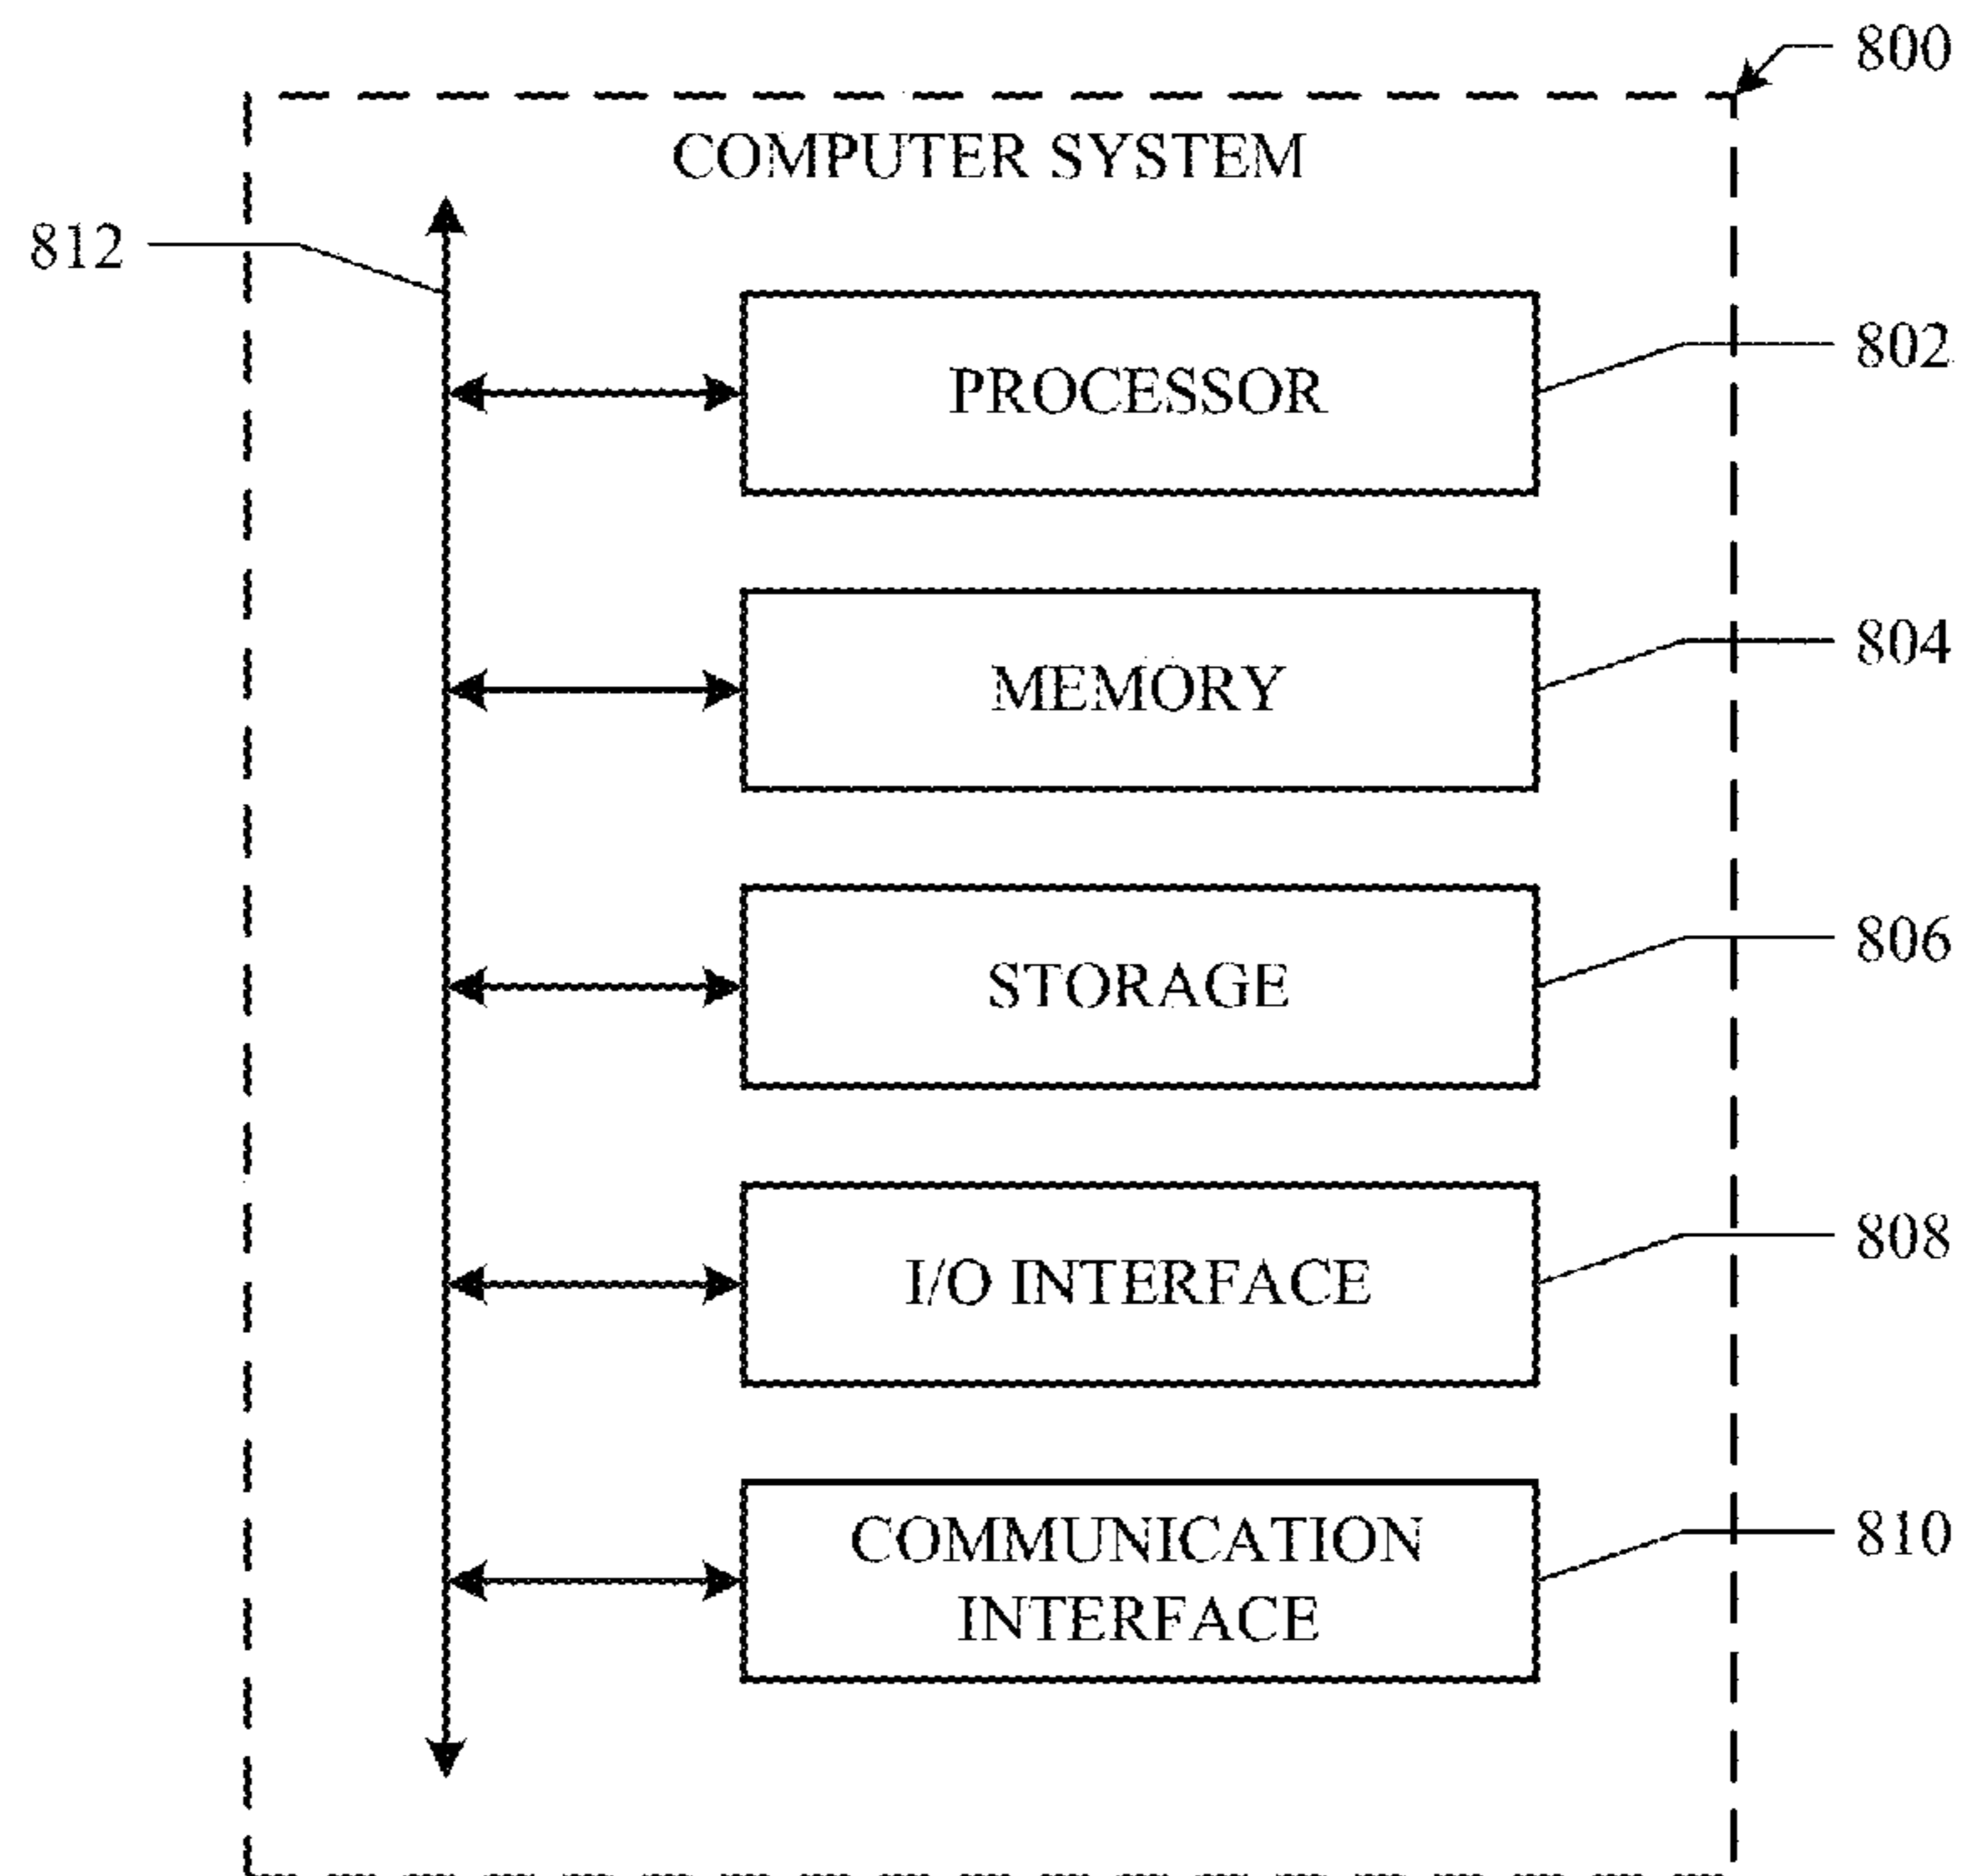 800
COMPUTER SYSTEM
812
802
PROCESSOR
804
MEMORY
806
STORAGE
808
I/O INTERFACE
810
COMMUNICATION
INTERFACE